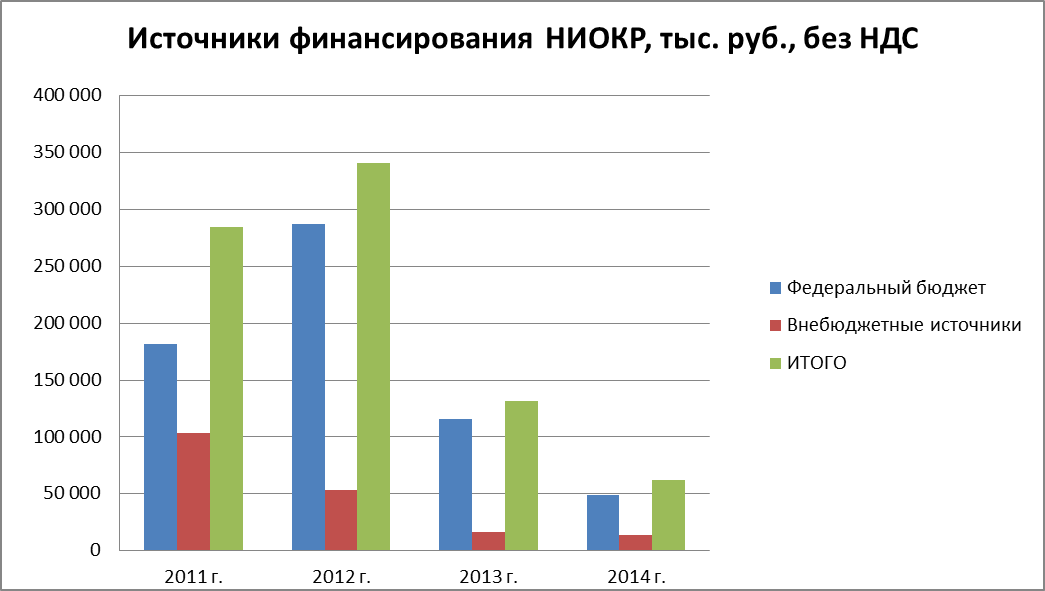 Источники финансирования НИОКР, тыс. руб., без НДС
400 000
350 000
300 000
250 000
200 000
150 000
100 000
50 000
0
2011 г.
2012 г.
2013 г.
2014 г.
Федеральный бюджет
Внебюджетные источники
ИТОГО